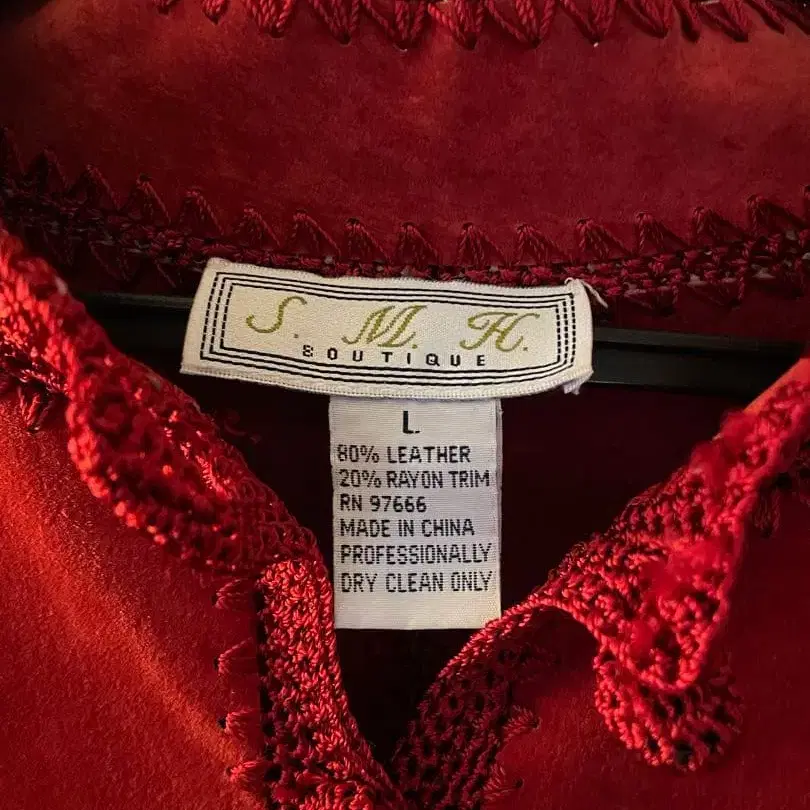 S. M. H.
BOUTIQUE
L
80% LEATHER
20% RAYON TRIM
RN 97666
MADE IN CHINA
PROFESSIONALLY
DRY CLEAN ONLY